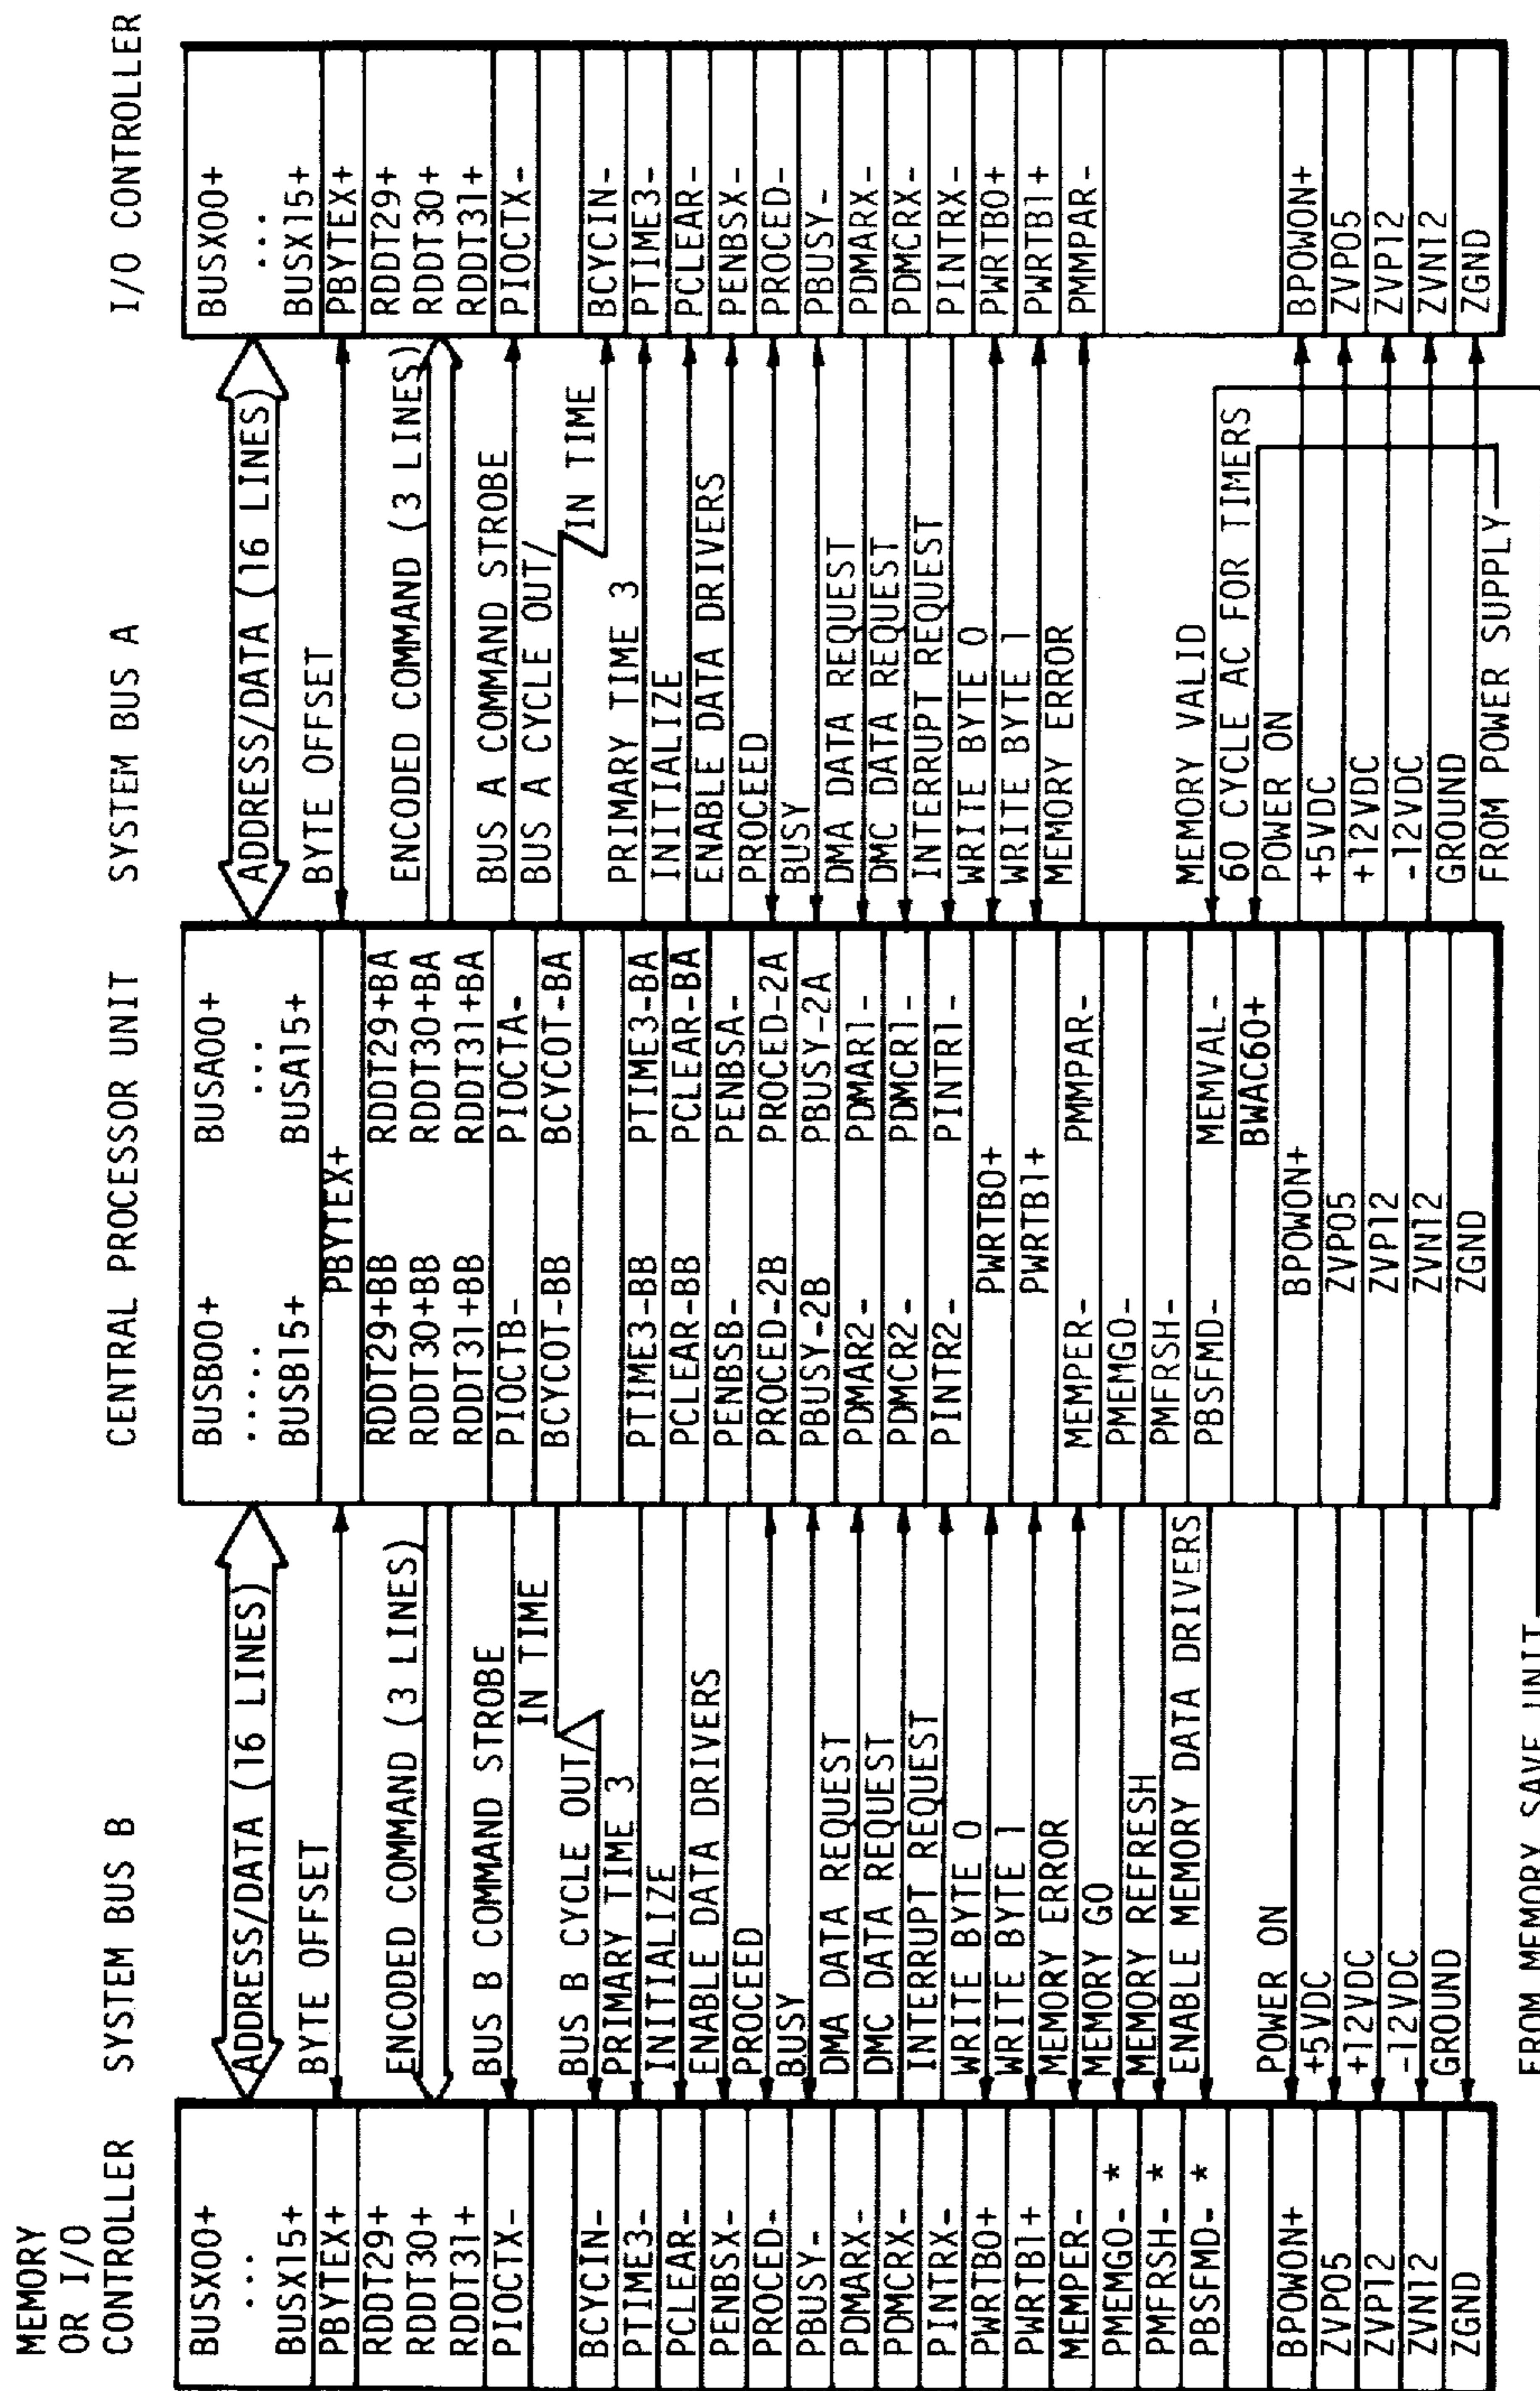 MEMORY
OR I/O
CONTROLLER
BUSX00+
...
BUSX15+
PBYTEX+
RDDT29+
RDDT30+
RDDT31+
PIOCTX-
BCYCIN-
PTIME3-
PCLEAR-
PENBSX-
PROCED-
PBUSY-
PDMARX-
PDMCRX-
PINTRX-
PWRTB0+
PWRTB1+
MEMPER-
PMEMGO- *
PMFRSH- *
PBSFMD- *
BPOWON+
ZVP05
ZVP12
ZVN12
ZGND
SYSTEM BUS B
ADDRESS/DATA (16 LINES)
BYTE OFFSET
ENCODED COMMAND (3 LINES)
BUS B COMMAND STROBE
IN TIME
BUS B CYCLE OUT/
PRIMARY TIME 3
INITIALIZE
ENABLE DATA DRIVERS
PROCEED
BUSY
DMA DATA REQUEST
DMC DATA REQUEST
INTERRUPT REQUEST
WRITE BYTE 0
WRITE BYTE 1
MEMORY ERROR
MEMORY GO
MEMORY REFRESH
ENABLE MEMORY DATA DRIVERS
POWER ON
+5VDC
+12VDC
-12VDC
GROUND
FROM MEMORY SAVE UNIT
CENTRAL PROCESSOR UNIT
BUSB00+ BUSA00+
..... ...
BUSB15+ BUSA15+
PBYTEX+
RDDT29+BB RDDT29+BA
RDDT30+BB RDDT30+BA
RDDT31+BB RDDT31+BA
PIOCTB- PIOCTA-
BCYCOT-BB BCYCOT-BA
PTIME3-BB PTIME3-BA
PCLEAR-BB PCLEAR-BA
PENBSB- PENBSA-
PROCED-2B PROCED-2A
PBUSY-2B PBUSY-2A
PDMAR2- PDMAR1-
PDMCR2- PDMCR1-
PINTR2- PINTR1-
PWRTB0+
PWRTB1+
MEMPER- PMMPAR-
PMEMGO-
PMFRSH-
PBSFMD- MEMVAL-
BWAC60+
BPOWON+
ZVP05
ZVP12
ZVN12
ZGND
SYSTEM BUS A
ADDRESS/DATA (16 LINES)
BYTE OFFSET
ENCODED COMMAND (3 LINES)
BUS A COMMAND STROBE
BUS A CYCLE OUT/
IN TIME
PRIMARY TIME 3
INITIALIZE
ENABLE DATA DRIVERS
PROCEED
BUSY
DMA DATA REQUEST
DMC DATA REQUEST
INTERRUPT REQUEST
WRITE BYTE 0
WRITE BYTE 1
MEMORY ERROR
MEMORY VALID
60 CYCLE AC FOR TIMERS
POWER ON
+5VDC
+12VDC
-12VDC
GROUND
FROM POWER SUPPLY
I/O CONTROLLER
BUSX00+
...
BUSX15+
PBYTEX+
RDDT29+
RDDT30+
RDDT31+
PIOCTX-
BCYCIN-
PTIME3-
PCLEAR-
PENBSX-
PROCED-
PBUSY-
PDMARX-
PDMCRX-
PINTRX-
PWRTB0+
PWRTB1+
PMMPAR-
BPOWON+
ZVP05
ZVP12
ZVN12
ZGND